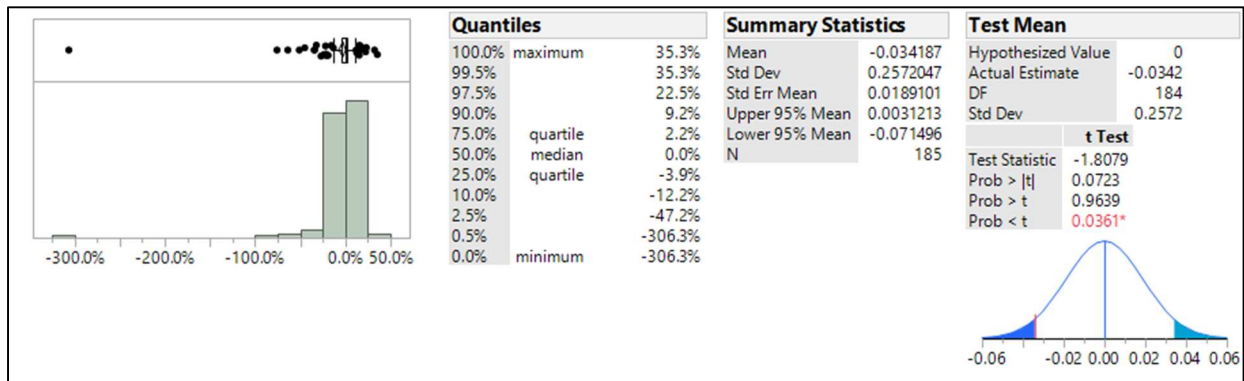 -300.0% -200.0% -100.0% 0.0% 50.0%
Quantiles
100.0% maximum 35.3%
99.5% 35.3%
97.5% 22.5%
90.0% 9.2%
75.0% quartile 2.2%
50.0% median 0.0%
25.0% quartile -3.9%
10.0% -12.2%
2.5% -47.2%
0.5% -306.3%
0.0% minimum -306.3%
Summary Statistics
Mean -0.034187
Std Dev 0.2572047
Std Err Mean 0.0189101
Upper 95% Mean 0.0031213
Lower 95% Mean -0.071496
N 185
Test Mean
Hypothesized Value 0
Actual Estimate -0.0342
DF 184
Std Dev 0.2572
t Test
Test Statistic -1.8079
Prob > |t| 0.0723
Prob > t 0.9639
Prob < t 0.0361*
-0.06 -0.02 0.00 0.02 0.04 0.06